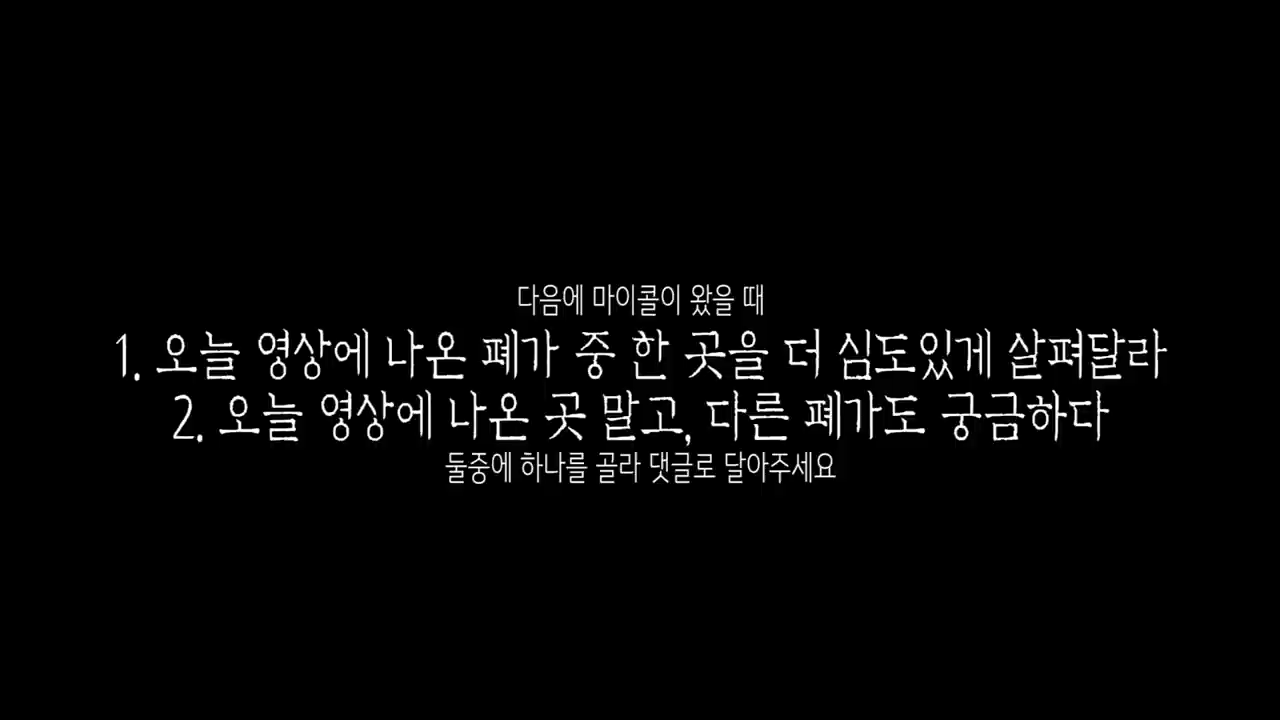 다음에 마이콜이 왔을 때
1. 오늘 영상에 나온 폐가 중 한 곳을 더 심도있게 살펴달라
2. 오늘 영상에 나온 곳 말고, 다른 폐가도 궁금하다
둘중에 하나를 골라 댓글로 달아주세요